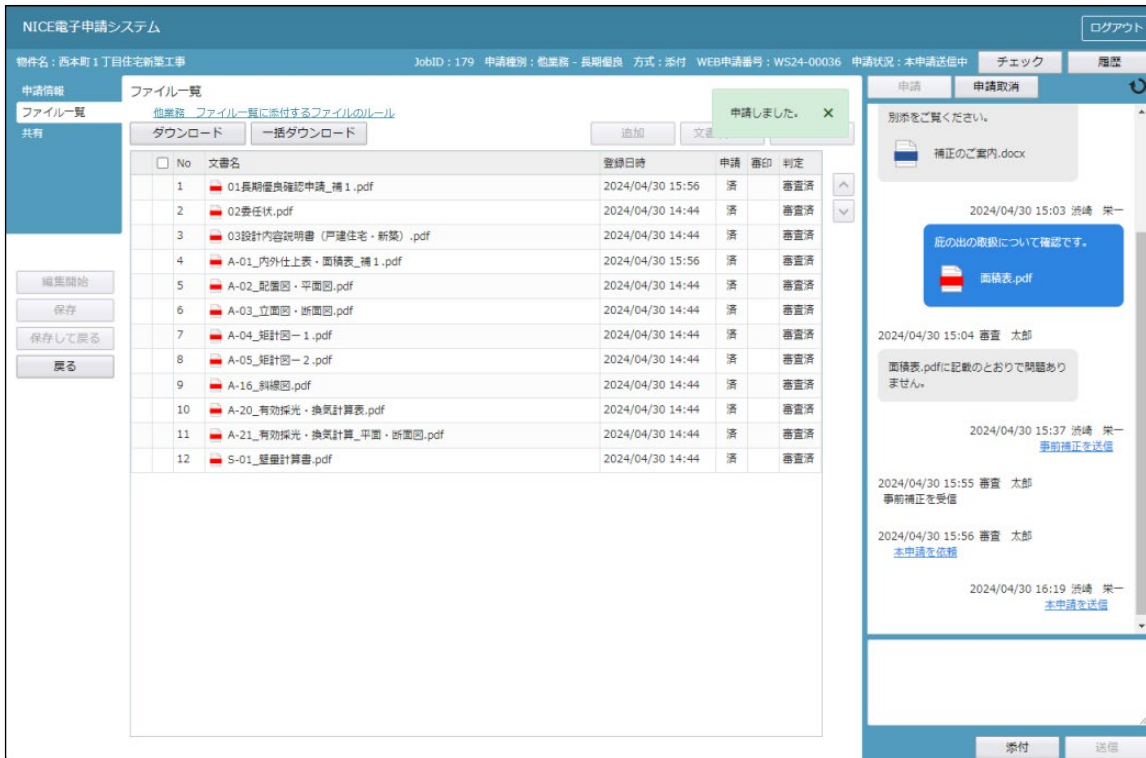 NICE電子申請システム
ログアウト
物件名：西本町１丁目住宅新築工事
JobID：179 申請種別：他業務 - 長期優良 方式：添付 WEB申請番号：WS24-00036 申請状況：本申請送信中
チェック
履歴
申請情報
ファイル一覧
共有
編集開始
保存
保存して戻る
戻る
ファイル一覧
他業務 ファイル一覧に添付するファイルのルール
ダウンロード
一括ダウンロード
追加
申請しました。 ×
No 文書名 登録日時 申請 審印 判定
1 01長期優良確認申請_補１.pdf 2024/04/30 15:56 済 審査済
2 02委任状.pdf 2024/04/30 14:44 済 審査済
3 03設計内容説明書（戸建住宅・新築）.pdf 2024/04/30 14:44 済 審査済
4 A-01_内外仕上表・面積表_補１.pdf 2024/04/30 15:56 済 審査済
5 A-02_配置図・平面図.pdf 2024/04/30 14:44 済 審査済
6 A-03_立面図・断面図.pdf 2024/04/30 14:44 済 審査済
7 A-04_矩計図－１.pdf 2024/04/30 14:44 済 審査済
8 A-05_矩計図－２.pdf 2024/04/30 14:44 済 審査済
9 A-16_斜線図.pdf 2024/04/30 14:44 済 審査済
10 A-20_有効採光・換気計算表.pdf 2024/04/30 14:44 済 審査済
11 A-21_有効採光・換気計算_平面・断面図.pdf 2024/04/30 14:44 済 審査済
12 S-01_壁量計算書.pdf 2024/04/30 14:44 済 審査済
申請
申請取消
別添をご覧ください。
補正のご案内.docx
2024/04/30 15:03 渋崎 栄一
庇の出の取扱について確認です。
面積表.pdf
2024/04/30 15:04 審査 太郎
面積表.pdfに記載のとおりで問題あり
ません。
2024/04/30 15:37 渋崎 栄一
事前補正を送信
2024/04/30 15:55 審査 太郎
事前補正を受信
2024/04/30 15:56 審査 太郎
本申請を依頼
2024/04/30 16:19 渋崎 栄一
本申請を送信
添付
送信